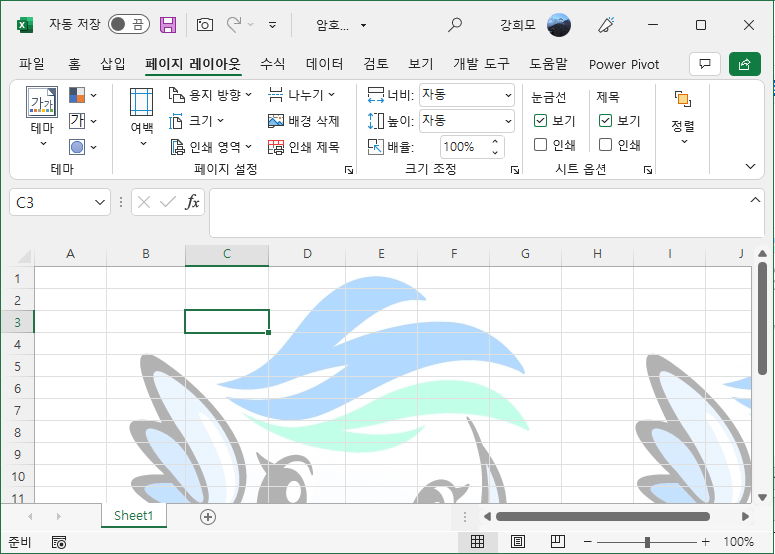 자동 저장 끔 암호... 강희모
파일 홈 삽입 페이지 레이아웃 수식 데이터 검토 보기 개발 도구 도움말 Power Pivot
가가 용지 방향 나누기 너비: 자동 눈금선 제목
가 크기 배경 삭제 높이: 자동 보기 보기
테마 여백 정렬
인쇄 영역 인쇄 제목 배율: 100% 인쇄 인쇄
테마 페이지 설정 크기 조정 시트 옵션
C3 fx
A B C D E F G H I J
1
2
3
4
5
6
7
8
9
10
11
Sheet1
준비 100%